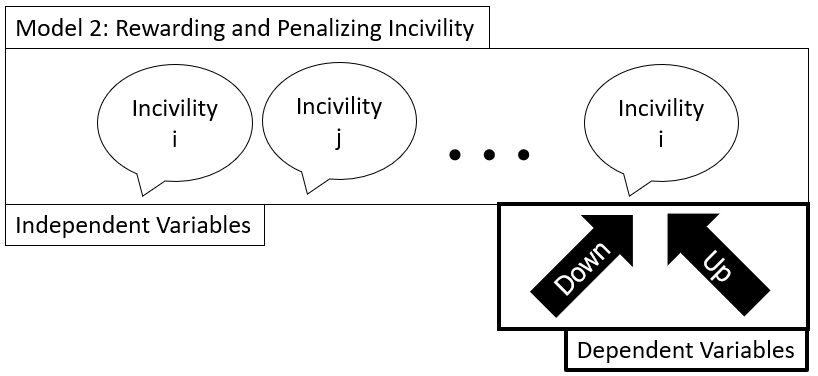 Model 2: Rewarding and Penalizing Incivility
Incivility
i
Incivility
j
• • •
Incivility
i
Independent Variables
Down
Up
Dependent Variables